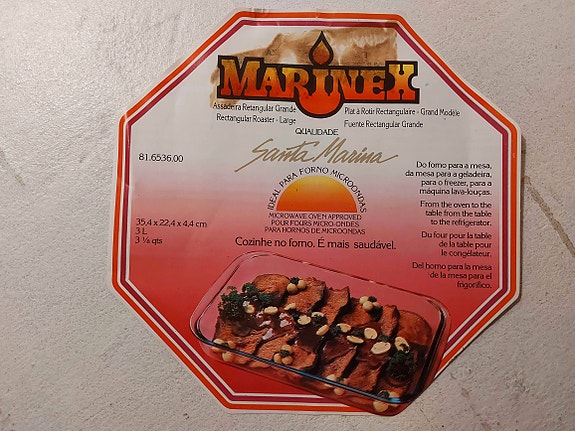 MARINEX
Assadeira Retangular Grande
Rectangular Roaster - Large
Plat à Rotir Rectangulaire - Grand Modèle
Fuente Rectangular Grande
QUALIDADE
Santa Marina
81.6536.00
IDEAL PARA FORNO MICROONDAS
MICROWAVE OVEN APPROVED
POUR FOURS MICRO-ONDES
PARA HORNOS DE MICROONDAS
35,4 x 22,4 x 4,4 cm
3 L
3 1/8 qts
Cozinhe no forno. É mais saudável.
Do forno para a mesa,
da mesa para a geladeira,
para o freezer, para a
máquina lava-louças.
From the oven to the
table from the table
to the refrigerator.
Du four pour la table
de la table pour
le congélateur.
Del horno para la mesa
de la mesa para el
frigorífico.